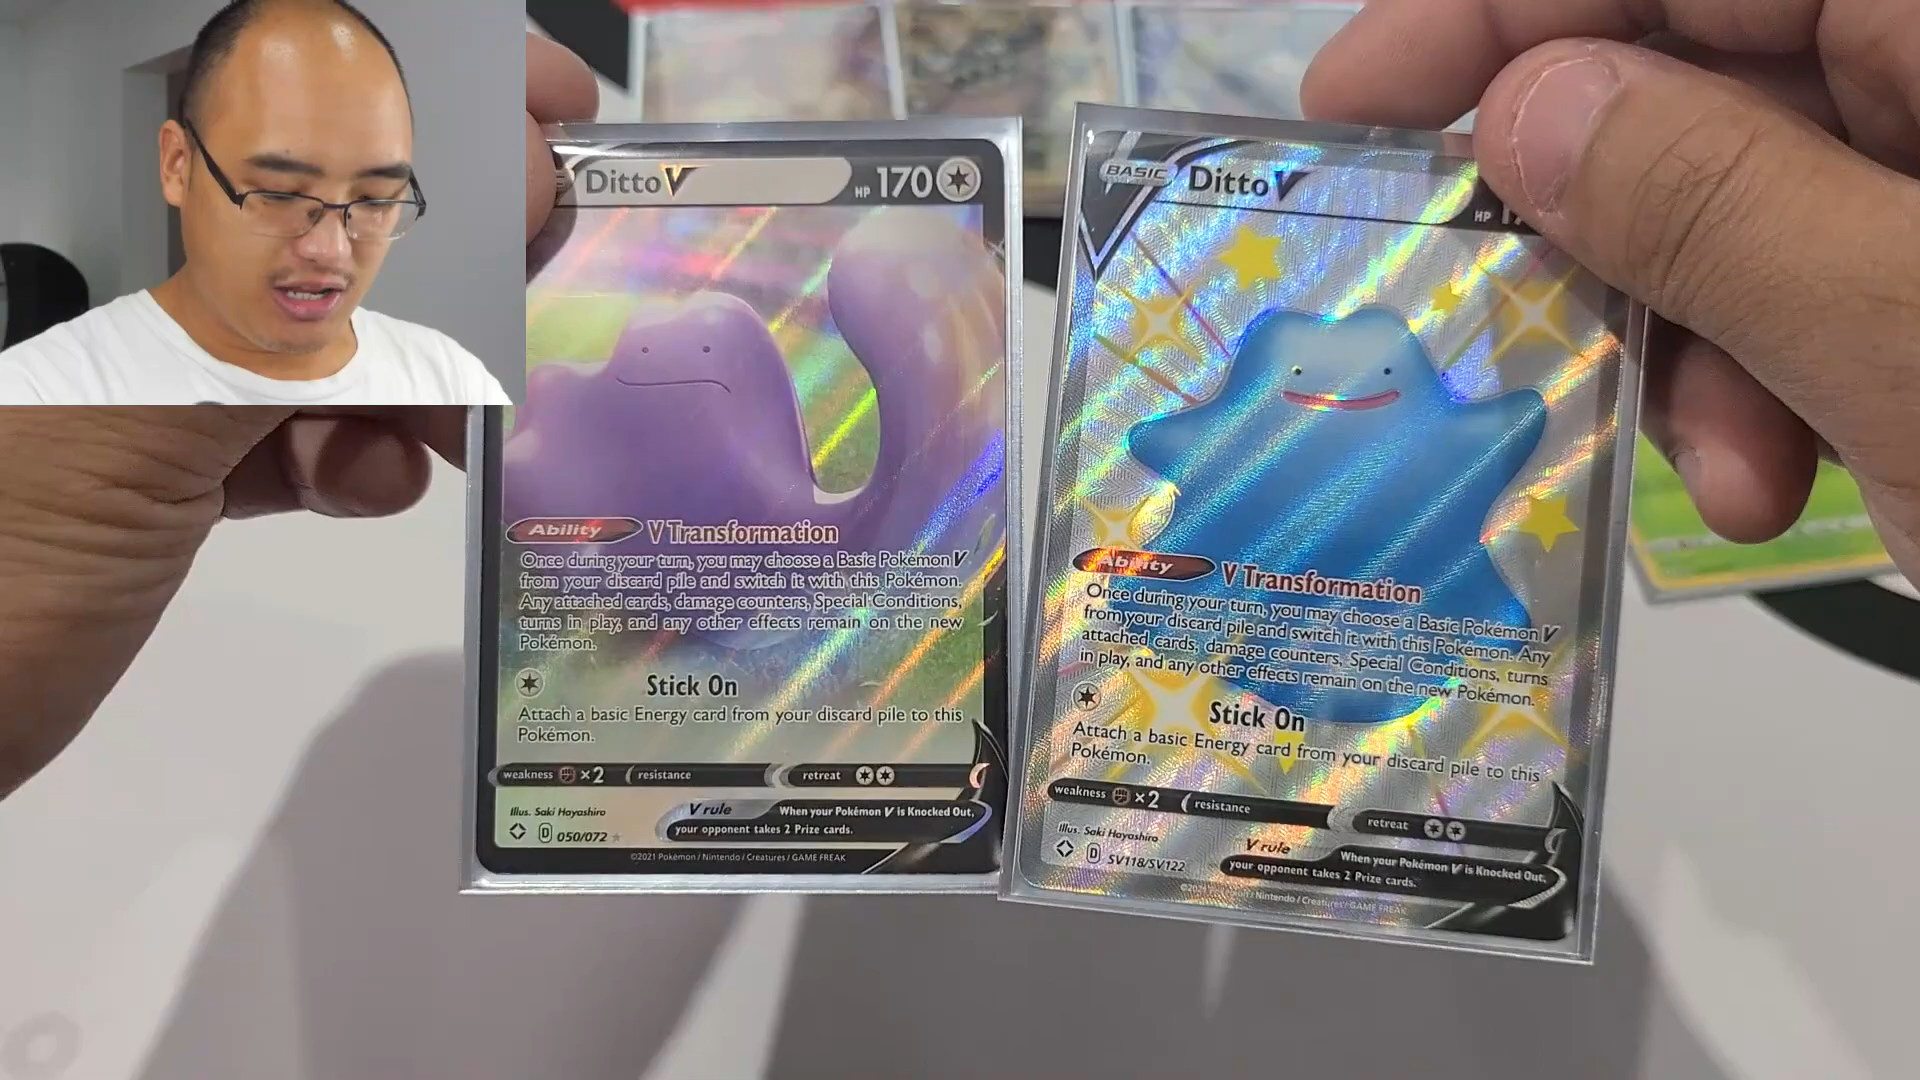 Ditto V HP 170
Ability V Transformation
Once during your turn, you may choose a Basic Pokémon V
from your discard pile and switch it with this Pokémon.
Any attached cards, damage counters, Special Conditions,
turns in play, and any other effects remain on the new
Pokémon.
Stick On
Attach a basic Energy card from your discard pile to this
Pokémon.
weakness ×2 resistance retreat
Illus. Saki Hayashiro
V rule When your Pokémon V is Knocked Out,
your opponent takes 2 Prize cards.
D 050/072
©2021 Pokémon / Nintendo / Creatures / GAME FREAK
BASIC Ditto V HP
Ability V Transformation
Once during your turn, you may choose a Basic Pokémon V
from your discard pile and switch it with this Pokémon. Any
attached cards, damage counters, Special Conditions, turns
in play, and any other effects remain on the new Pokémon.
Stick On
Attach a basic Energy card from your discard pile to this
Pokémon.
weakness ×2 resistance retreat
Illus. Saki Hayashiro
V rule When your Pokémon V is Knocked Out,
your opponent takes 2 Prize cards.
D SV118/SV122
Nintendo / Creatures / GAME FREAK